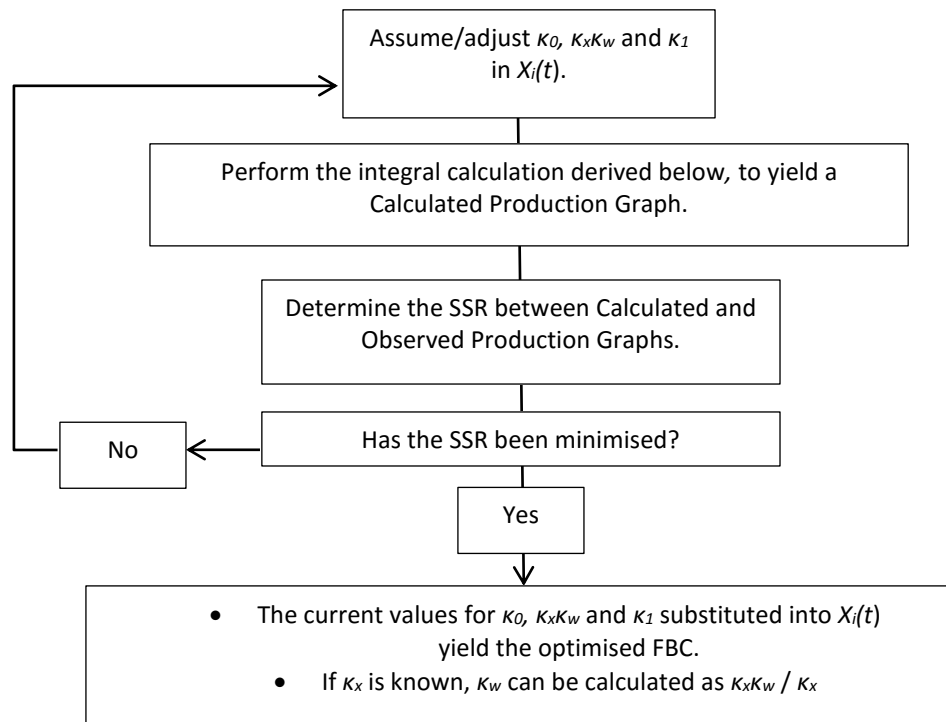 Assume/adjust κ0, κxκw and κ1
in Xi(t).
Perform the integral calculation derived below, to yield a
Calculated Production Graph.
Determine the SSR between Calculated and
Observed Production Graphs.
Has the SSR been minimised?
No
Yes
• The current values for κ0, κxκw and κ1 substituted into Xi(t)
yield the optimised FBC.
• If κx is known, κw can be calculated as κxκw / κx